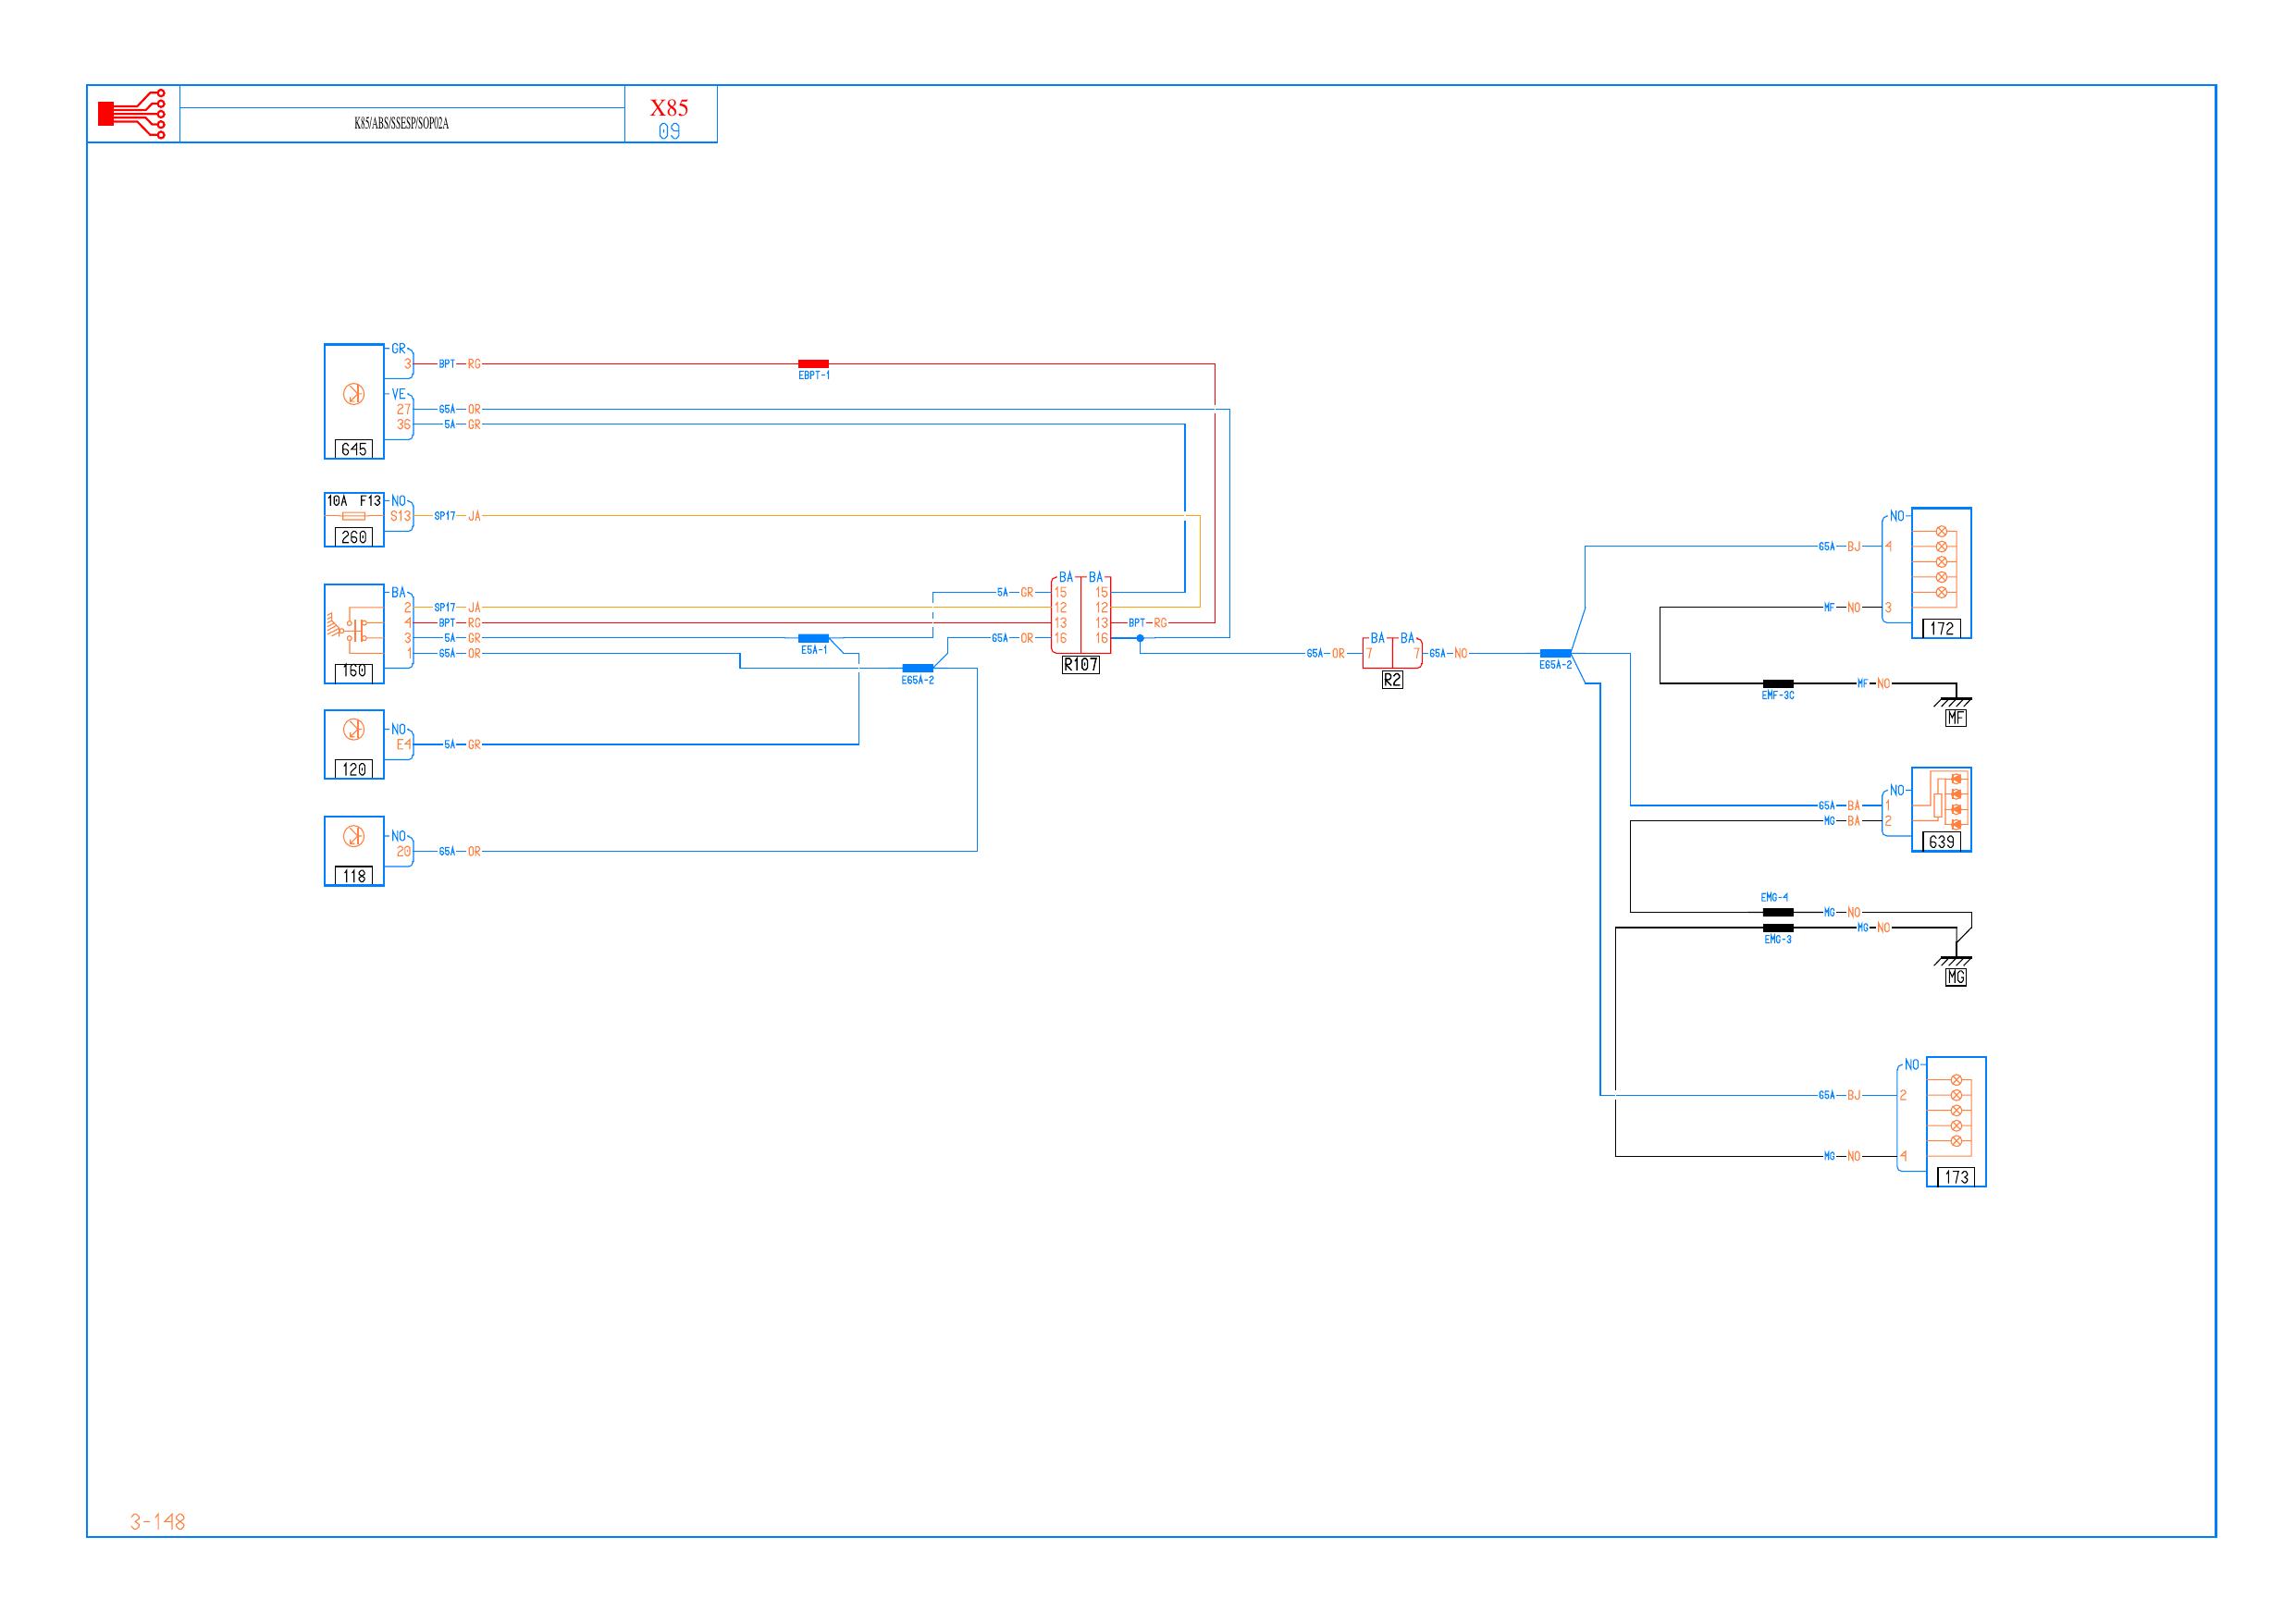 K85/ABS/SSESP/SOP02A
X85
09
GR
3 BPT RG
EBPT-1
VE
27 65A OR
36 5A GR
645
10A F13 NO
S13 SP17 JA
260
BA
2 SP17 JA
4 BPT RG
3 5A GR
1 65A OR
160
E5A-1
E65A-2
NO
E4 5A GR
120
NO
20 65A OR
118
BA BA
5A GR 15 15
12 12
13 13 BPT RG
65A OR 16 16
R107
BA BA
65A OR 7 7 65A NO
R2
E65A-2
NO
65A BJ 4
MF NO 3
172
EMF-3C
MF NO
MF
NO
65A BA 1
MG BA 2
639
EMG-4
MG NO
MG NO
EMG-3
MG
NO
65A BJ 2
MG NO 4
173
3-148